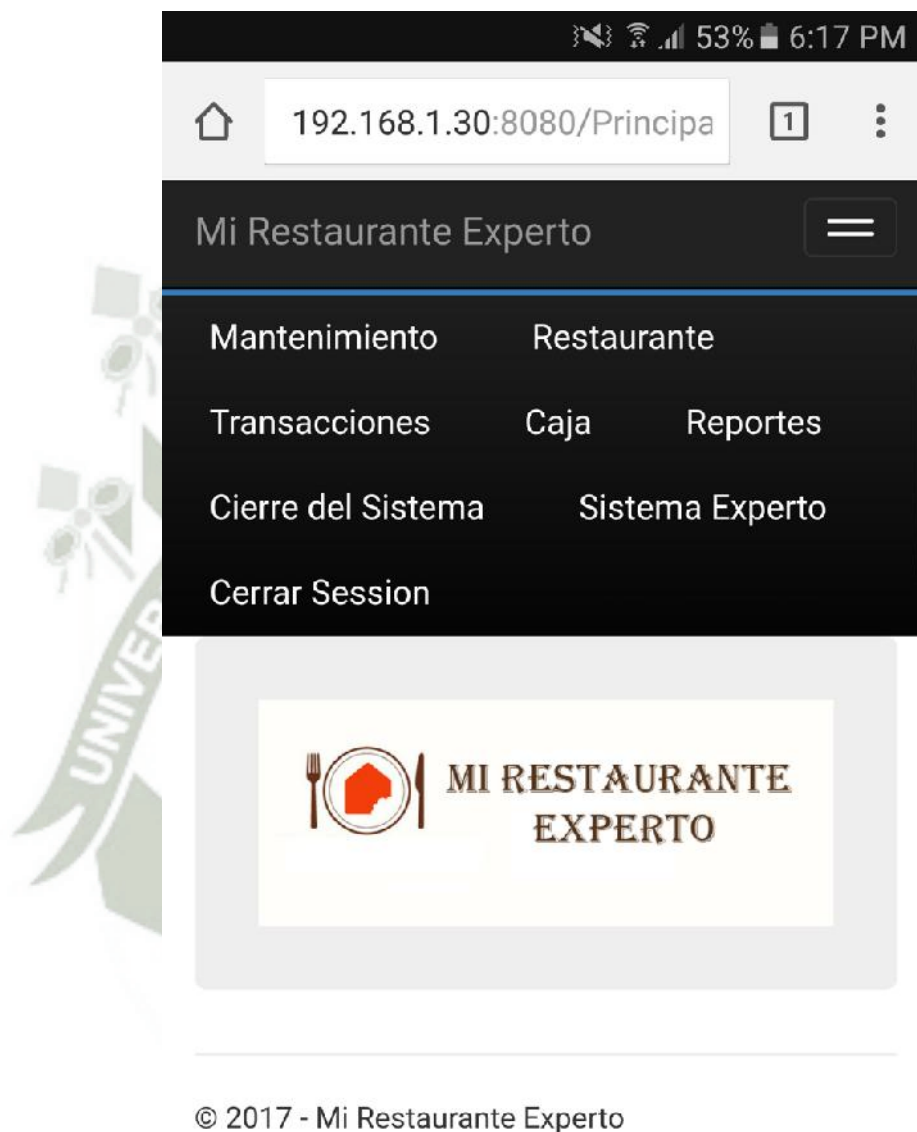 53% 6:17 PM
192.168.1.30:8080/Principa 1
Mi Restaurante Experto
Mantenimiento Restaurante
Transacciones Caja Reportes
Cierre del Sistema Sistema Experto
Cerrar Session
MI RESTAURANTE
EXPERTO
© 2017 - Mi Restaurante Experto
UNIVER